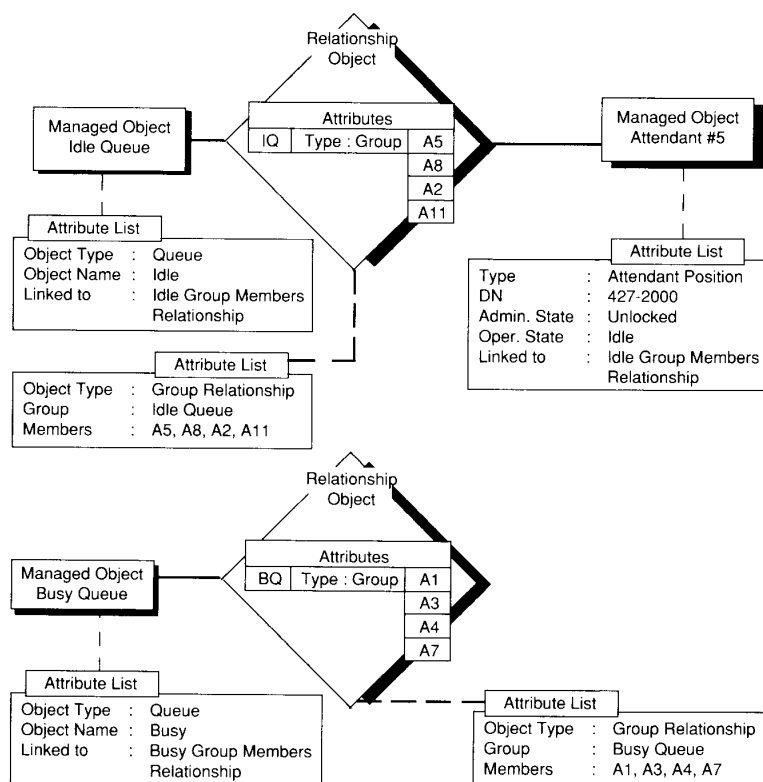 Relationship
Object
Managed Object
Idle Queue
Attributes
IQ Type : Group A5
A8
A2
A11
Managed Object
Attendant #5
Attribute List
Object Type : Queue
Object Name : Idle
Linked to : Idle Group Members
Relationship
Attribute List
Type : Attendant Position
DN : 427-2000
Admin. State : Unlocked
Oper. State : Idle
Linked to : Idle Group Members
Relationship
Attribute List
Object Type : Group Relationship
Group : Idle Queue
Members : A5, A8, A2, A11
Relationship
Object
Managed Object
Busy Queue
Attributes
BQ Type : Group A1
A3
A4
A7
Attribute List
Object Type : Queue
Object Name : Busy
Linked to : Busy Group Members
Relationship
Attribute List
Object Type : Group Relationship
Group : Busy Queue
Members : A1, A3, A4, A7